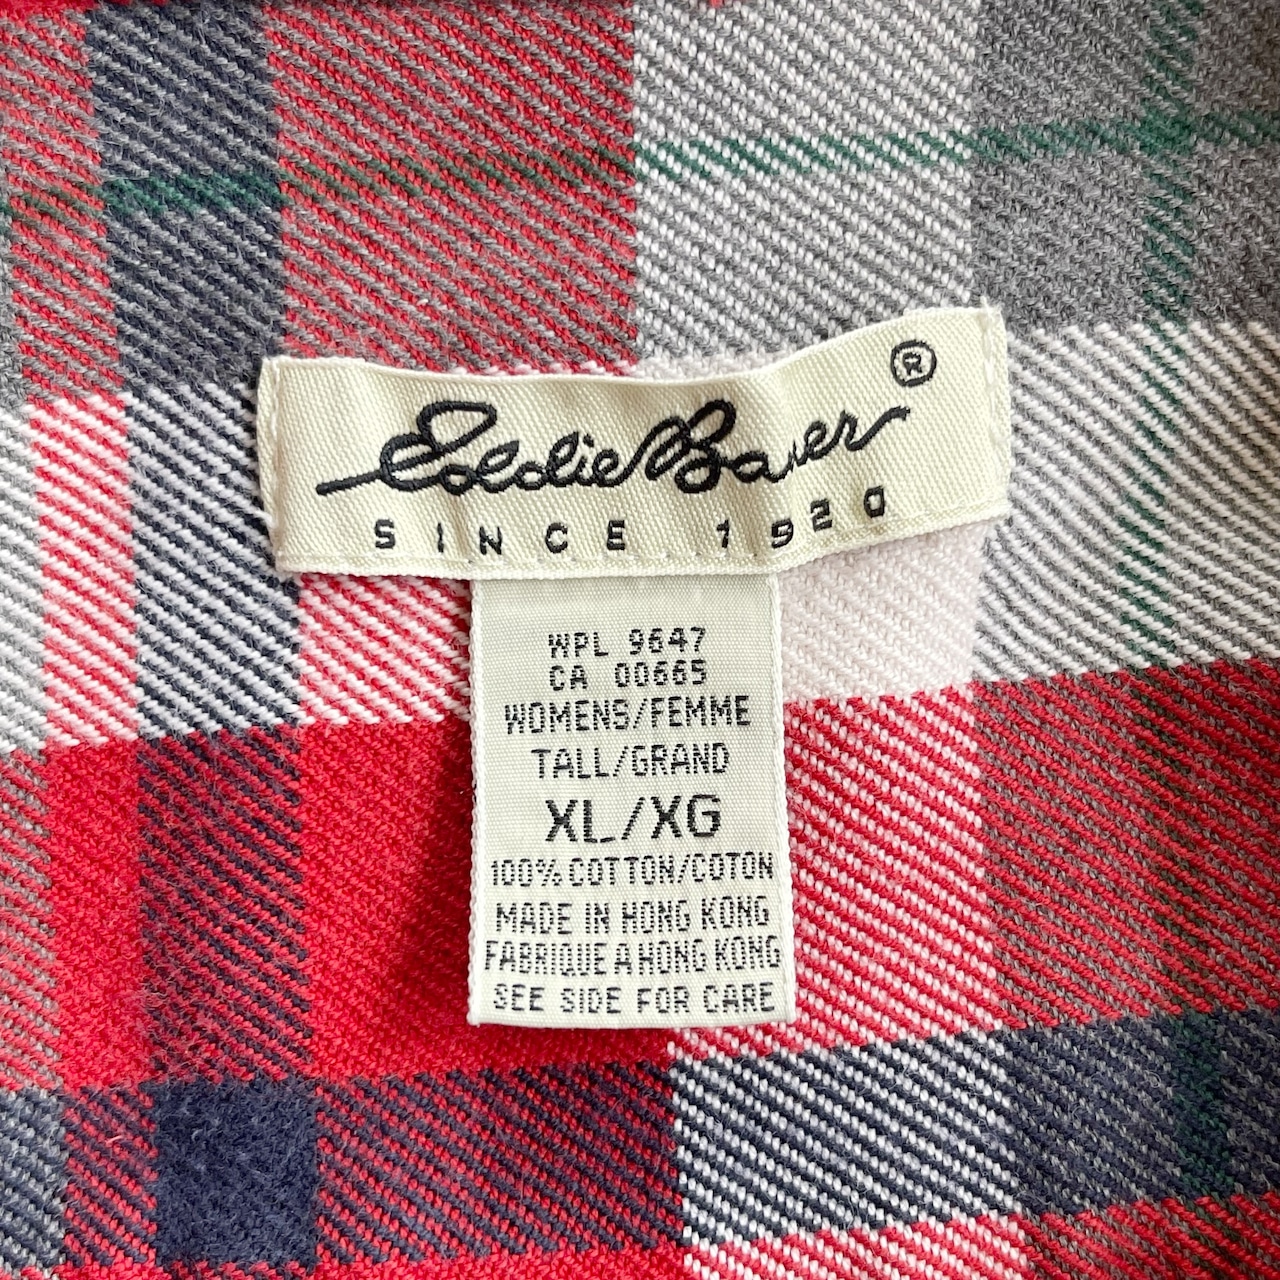 Eddie Bauer ®
SINCE 1920
WPL 9647
CA 00665
WOMENS/FEMME
TALL/GRAND
XL/XG
100% COTTON/COTON
MADE IN HONG KONG
FABRIQUE A HONG KONG
SEE SIDE FOR CARE